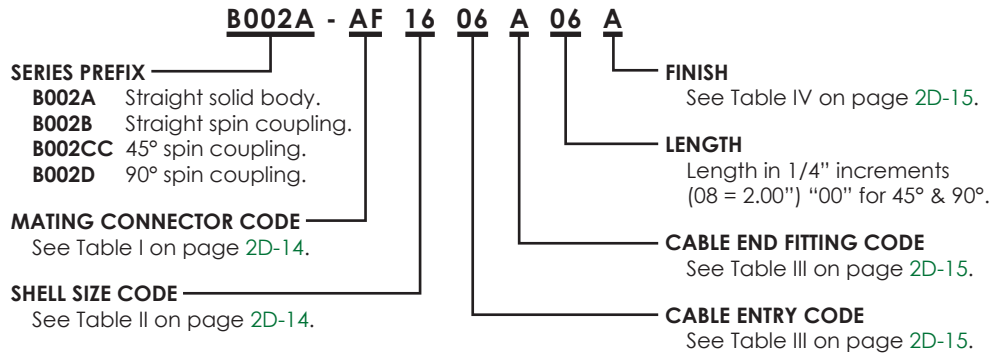 B002A - AF 16 06 A 06 A
SERIES PREFIX
B002A Straight solid body.
B002B Straight spin coupling.
B002CC 45° spin coupling.
B002D 90° spin coupling.
MATING CONNECTOR CODE
See Table I on page 2D-14.
SHELL SIZE CODE
See Table II on page 2D-14.
FINISH
See Table IV on page 2D-15.
LENGTH
Length in 1/4” increments
(08 = 2.00”) “00” for 45° & 90°.
CABLE END FITTING CODE
See Table III on page 2D-15.
CABLE ENTRY CODE
See Table III on page 2D-15.